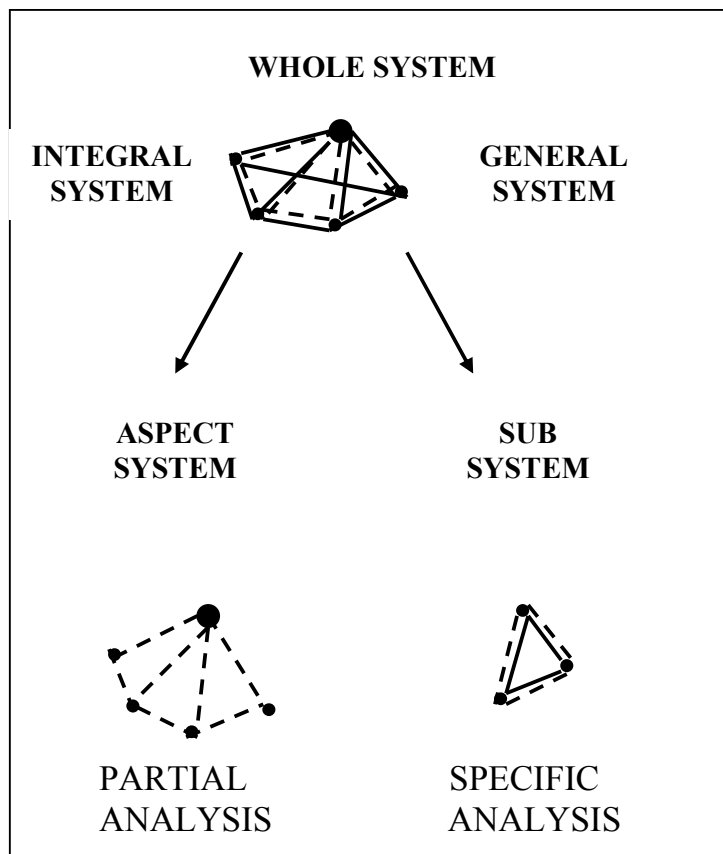 WHOLE SYSTEM
INTEGRAL
SYSTEM
GENERAL
SYSTEM
ASPECT
SYSTEM
SUB
SYSTEM
PARTIAL
ANALYSIS
SPECIFIC
ANALYSIS